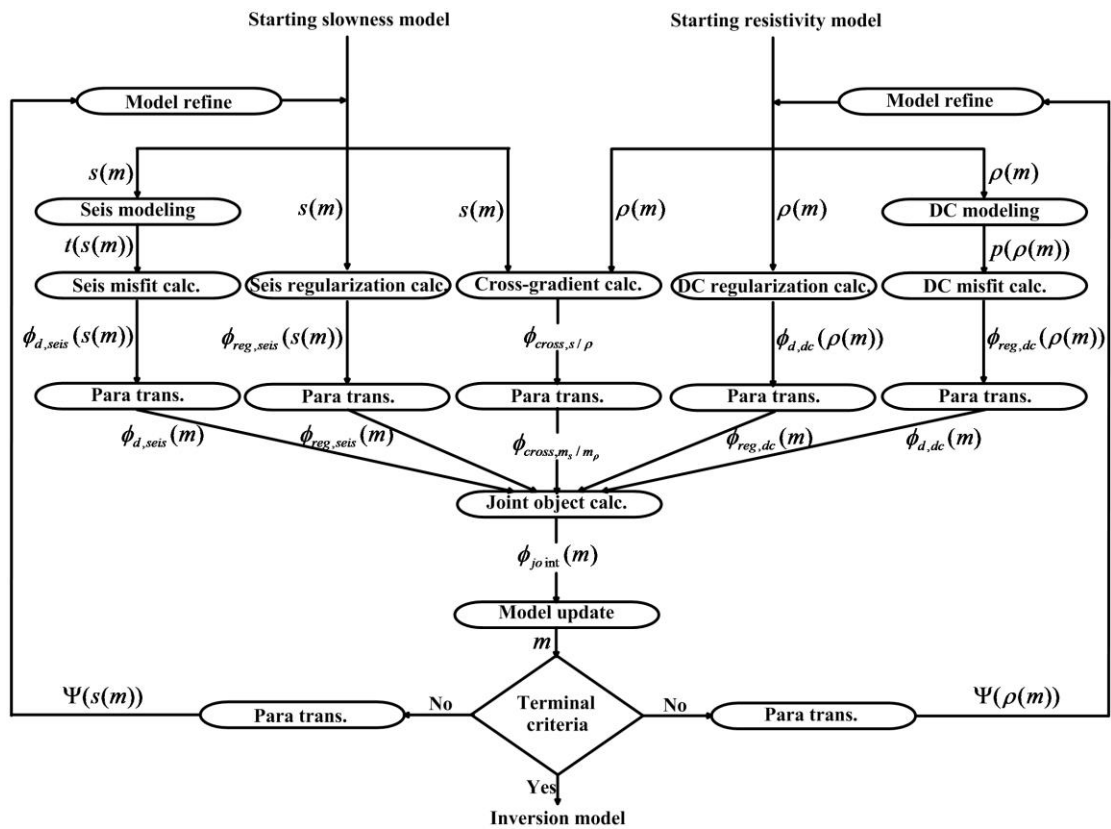 Starting slowness model
Starting resistivity model
Model refine
Model refine
s(m)
ρ(m)
Seis modeling
s(m)
s(m)
ρ(m)
ρ(m)
DC modeling
t(s(m))
p(ρ(m))
Seis misfit calc.
Seis regularization calc.
Cross-gradient calc.
DC regularization calc.
DC misfit calc.
ϕd,seis(s(m))
ϕreg,seis(s(m))
ϕcross,s/ρ
ϕd,dc(ρ(m))
ϕreg,dc(ρ(m))
Para trans.
Para trans.
Para trans.
Para trans.
Para trans.
ϕd,seis(m)
ϕreg,seis(m)
ϕcross,ms/mρ
ϕreg,dc(m)
ϕd,dc(m)
Joint object calc.
ϕjoint(m)
Model update
m
Ψ(s(m))
No
Terminal
criteria
No
Ψ(ρ(m))
Para trans.
Para trans.
Yes
Inversion model